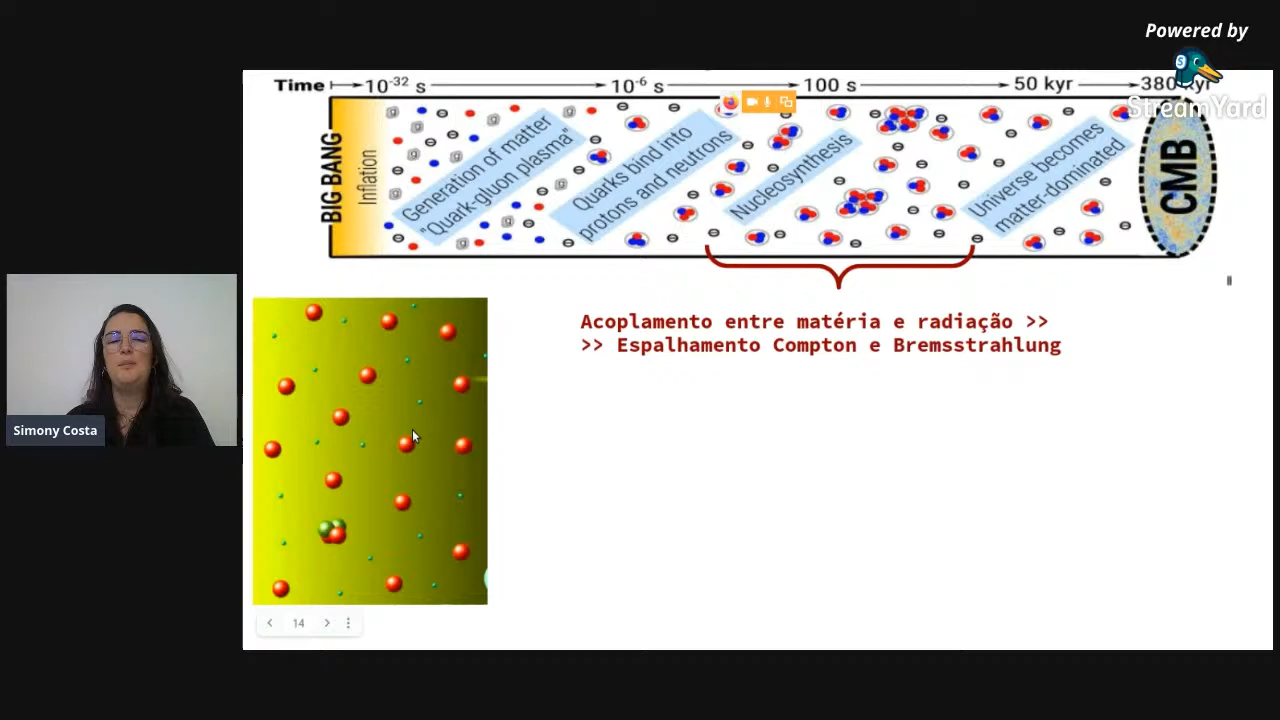 Powered by
StreamYard
Time
10-32 s
10-6 s
100 s
50 kyr
380 kyr
BIG BANG
Inflation
Generation of matter
"Quark-gluon plasma"
Quarks bind into
protons and neutrons
Nucleosynthesis
Universe becomes
matter-dominated
CMB
Acoplamento entre matéria e radiação >>
>> Espalhamento Compton e Bremsstrahlung
Simony Costa
14